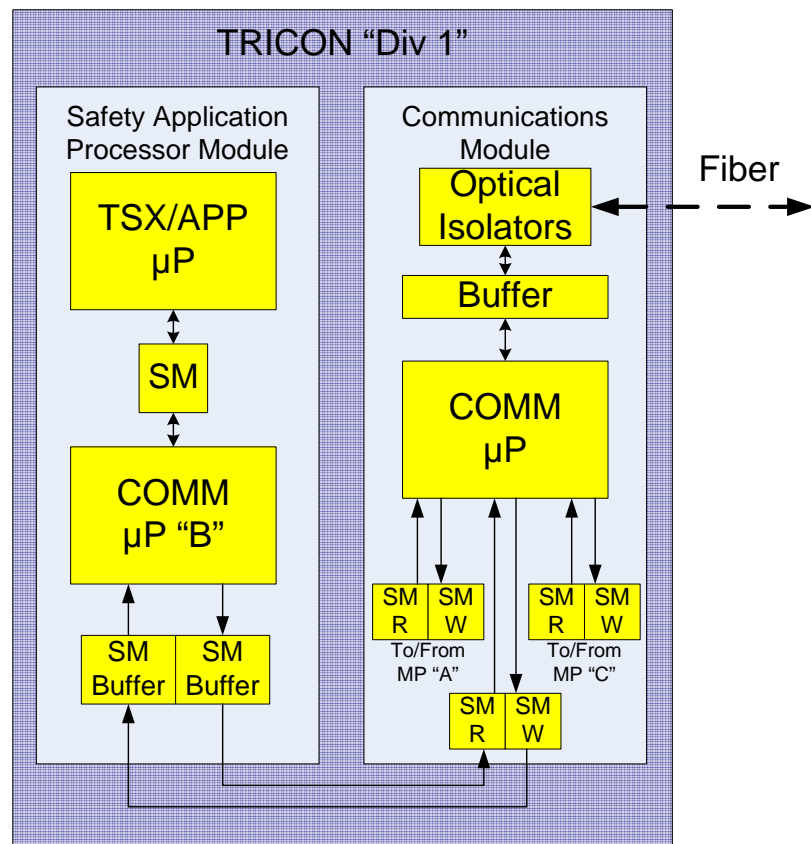 TRICON “Div 1”
Safety Application
Processor Module
TSX/APP
µP
SM
COMM
µP “B”
SM
Buffer
SM
Buffer
Communications
Module
Optical
Isolators
Buffer
COMM
µP
SM
R
SM
W
To/From
MP “A”
SM
R
SM
W
To/From
MP “C”
SM
R
SM
W
Fiber